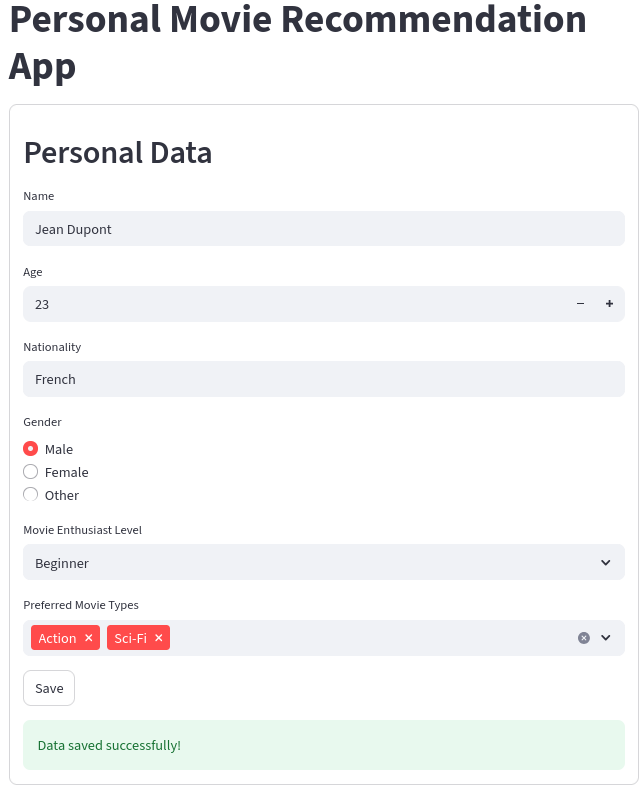 Personal Movie Recommendation
App
Personal Data
Name
Jean Dupont
Age
23
Nationality
French
Gender
Male
Female
Other
Movie Enthusiast Level
Beginner
Preferred Movie Types
Action Sci-Fi
Save
Data saved successfully!